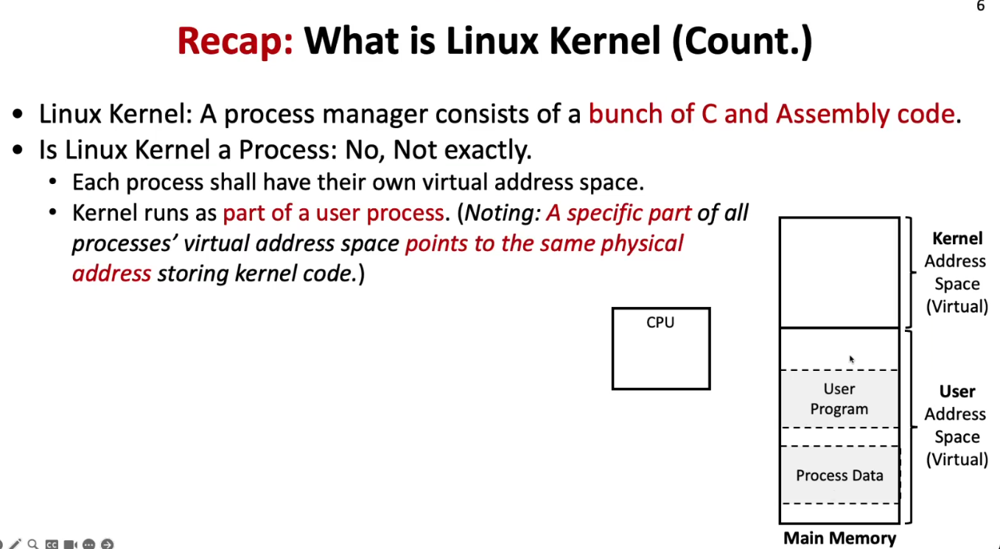 6
Recap: What is Linux Kernel (Count.)
• Linux Kernel: A process manager consists of a bunch of C and Assembly code.
• Is Linux Kernel a Process: No, Not exactly.
• Each process shall have their own virtual address space.
• Kernel runs as part of a user process. (Noting: A specific part of all
processes’ virtual address space points to the same physical
address storing kernel code.)
CPU
Kernel
Address
Space
(Virtual)
User
Program
Process Data
User
Address
Space
(Virtual)
Main Memory
CC